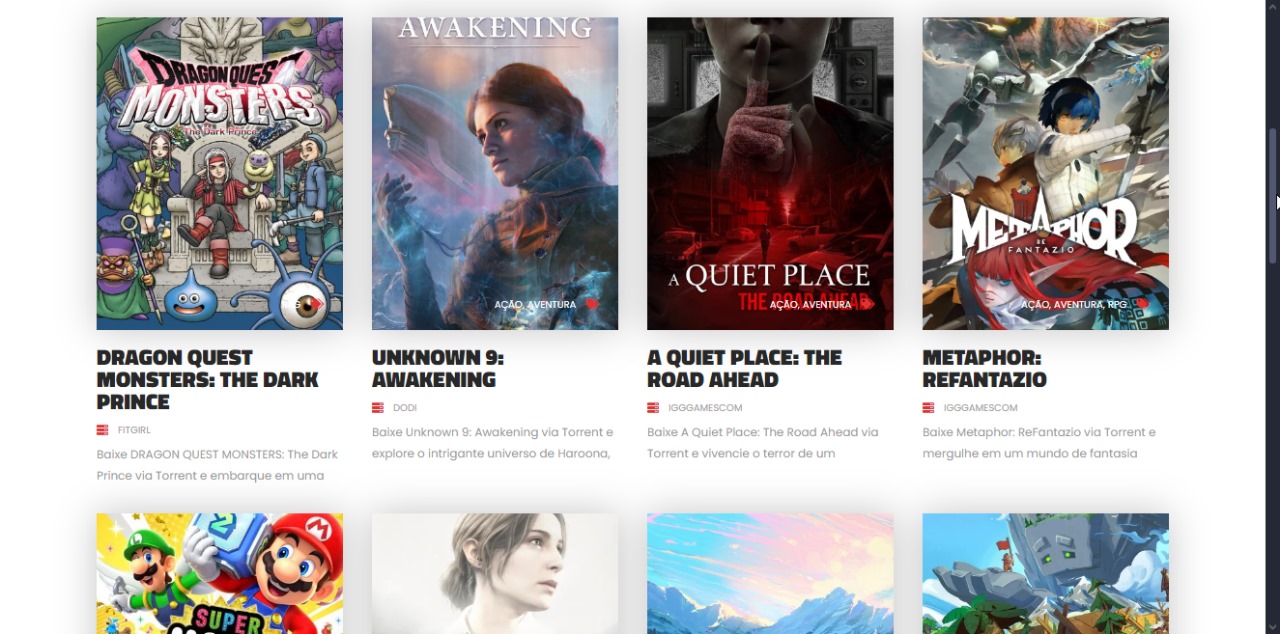 DRAGON QUEST
MONSTERS
The Dark Prince
AWAKENING
A QUIET PLACE
THE ROAD AHEAD
METAPHOR
RE
FANTAZIO
AÇÃO, AVENTURA
AÇÃO, AVENTURA
AÇÃO, AVENTURA, RPG
DRAGON QUEST
MONSTERS: THE DARK
PRINCE
FITGIRL
Baixe DRAGON QUEST MONSTERS: The Dark
Prince via Torrent e embarque em uma
UNKNOWN 9:
AWAKENING
DODI
Baixe Unknown 9: Awakening via Torrent e
explore o intrigante universo de Haroona,
A QUIET PLACE: THE
ROAD AHEAD
IGGGAMESCOM
Baixe A Quiet Place: The Road Ahead via
Torrent e vivencie o terror de um
METAPHOR:
REFANTAZIO
IGGGAMESCOM
Baixe Metaphor: ReFantazio via Torrent e
mergulhe em um mundo de fantasia
M
2
SUPER